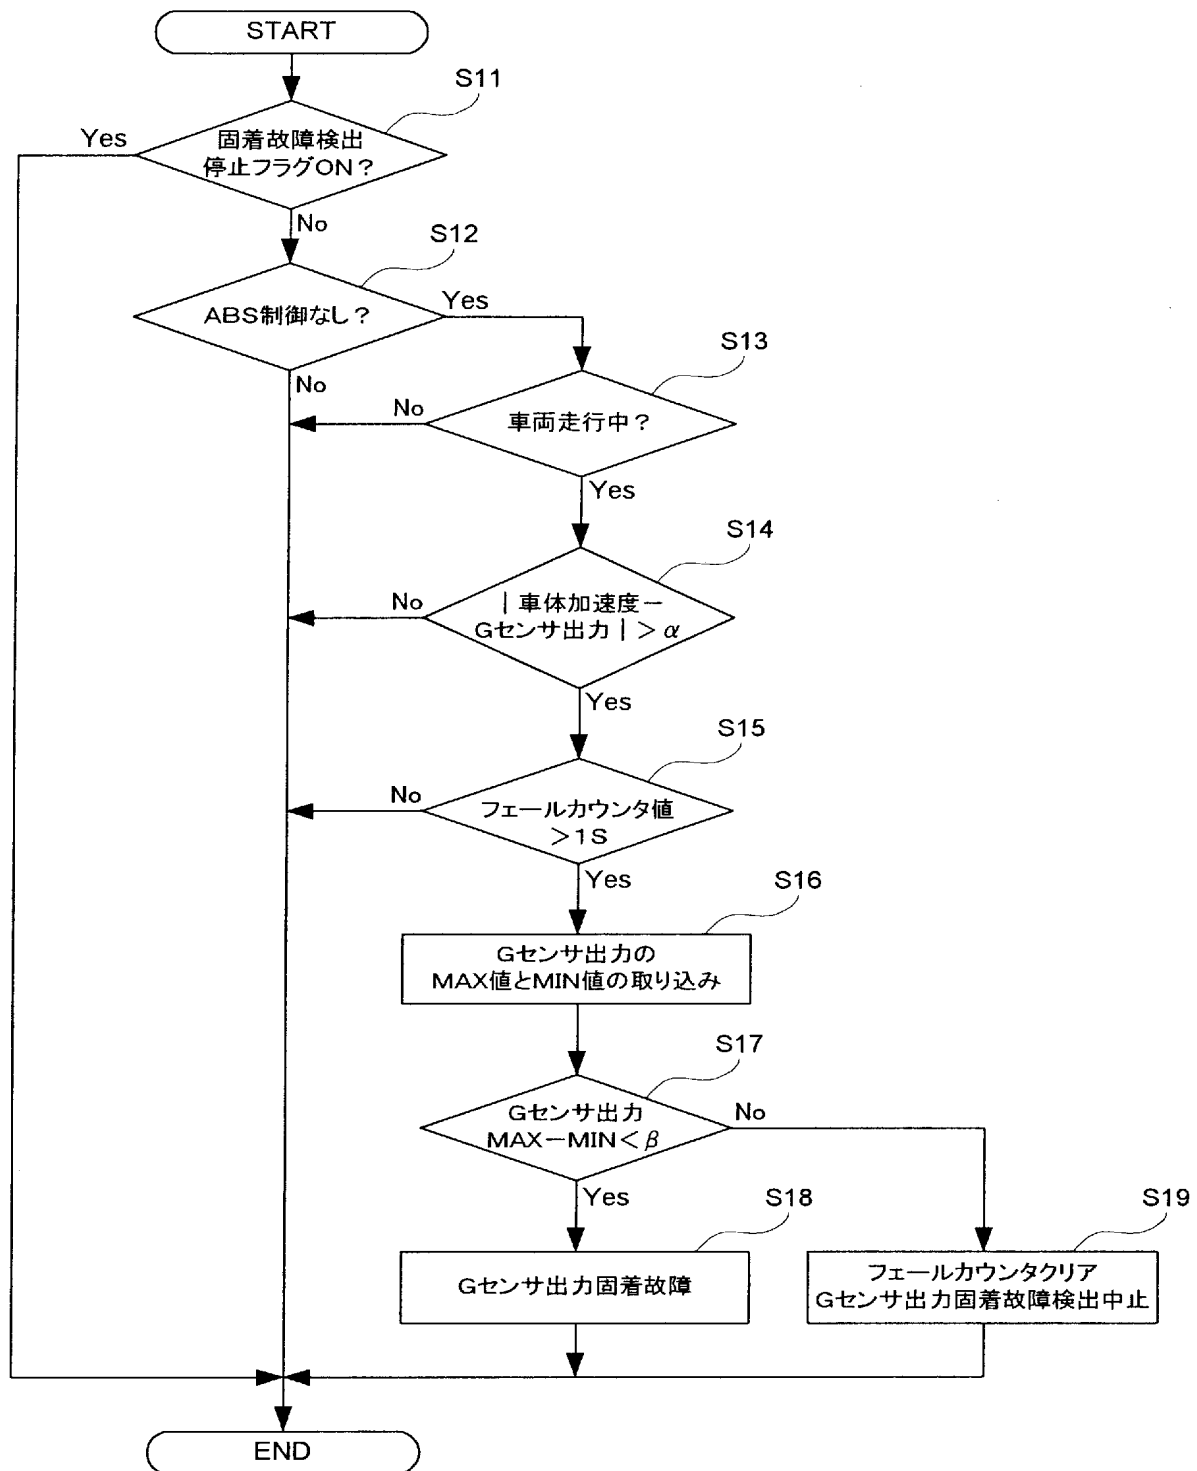 START
S11
固着故障検出
停止フラグON？
Yes
No
S12
ABS制御なし？
Yes
No
S13
車両走行中？
No
Yes
S14
｜車体加速度－
Gセンサ出力｜＞α
No
Yes
S15
フェールカウンタ値
＞1S
No
Yes
S16
Gセンサ出力の
MAX値とMIN値の取り込み
S17
Gセンサ出力
MAX－MIN＜β
No
Yes
S18
Gセンサ出力固着故障
S19
フェールカウンタクリア
Gセンサ出力固着故障検出中止
END